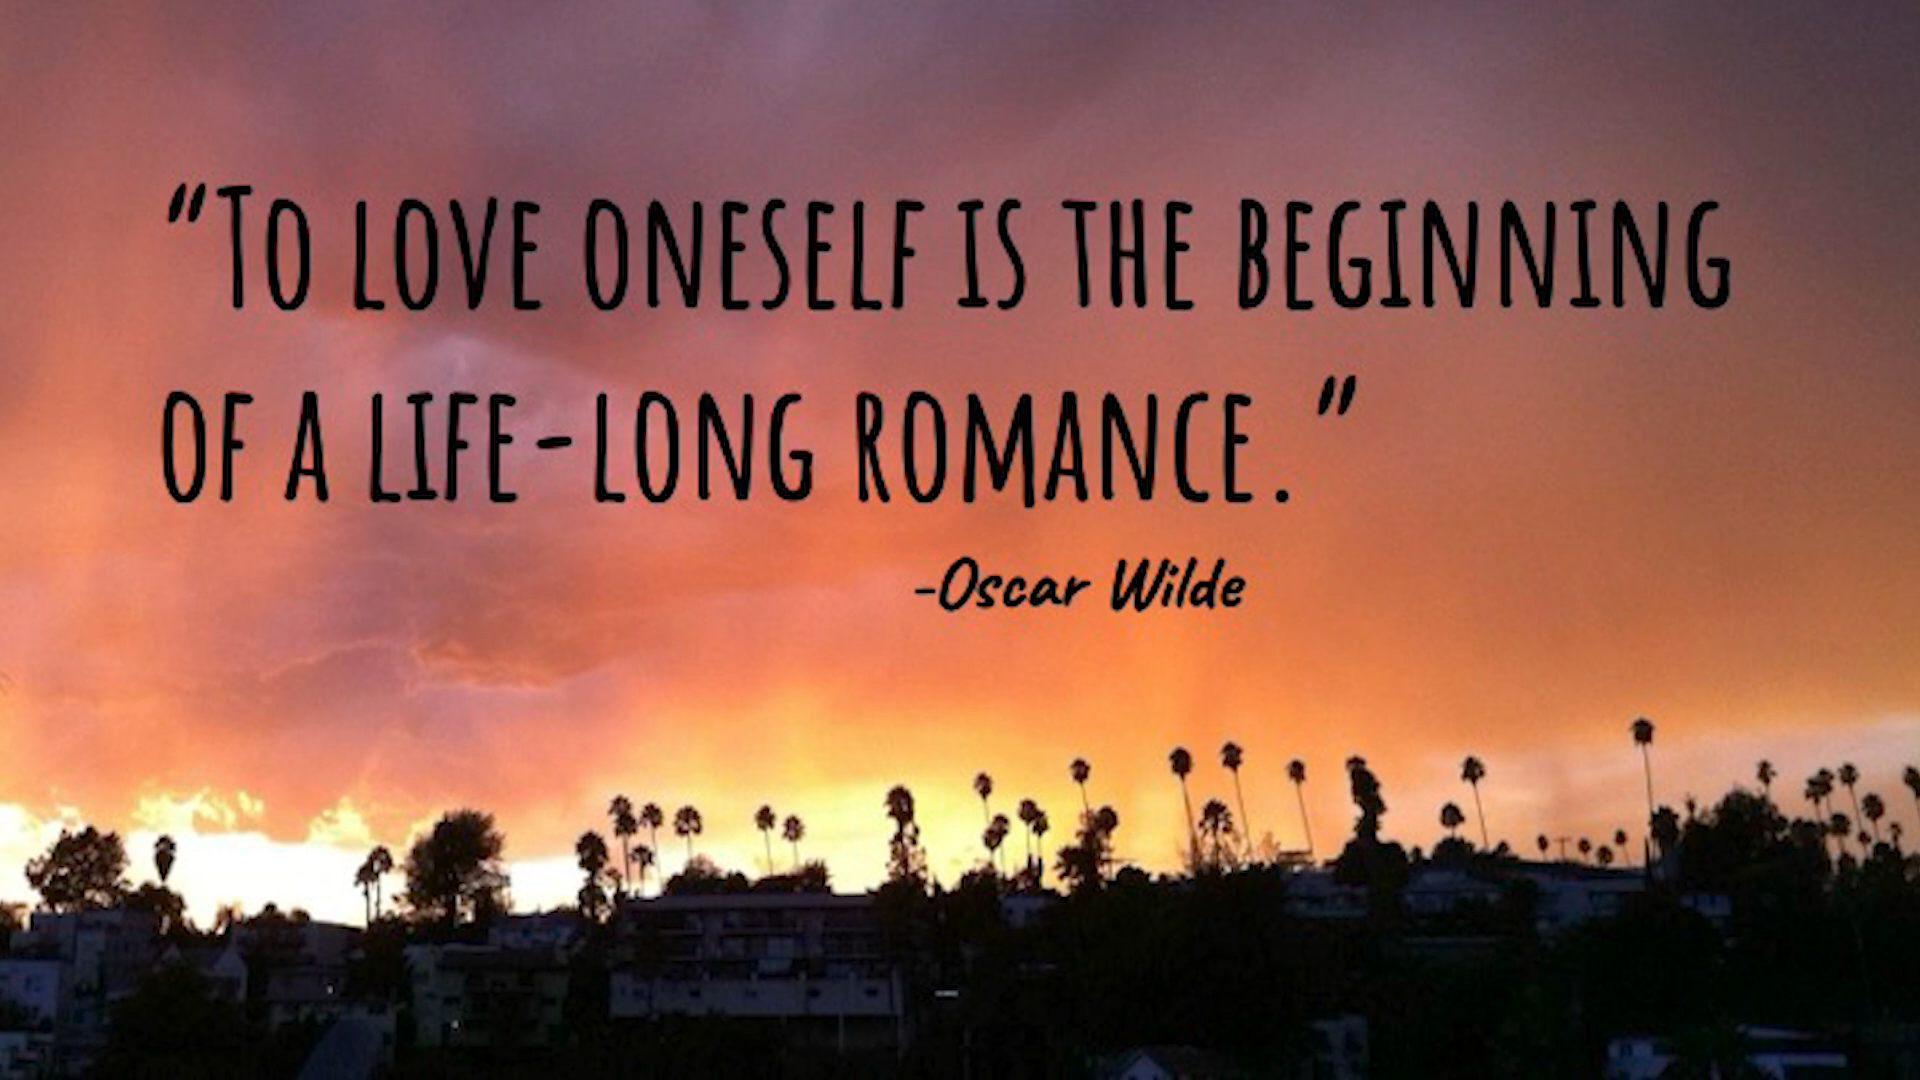 “To love oneself is the beginning
of a life-long romance.”
-Oscar Wilde